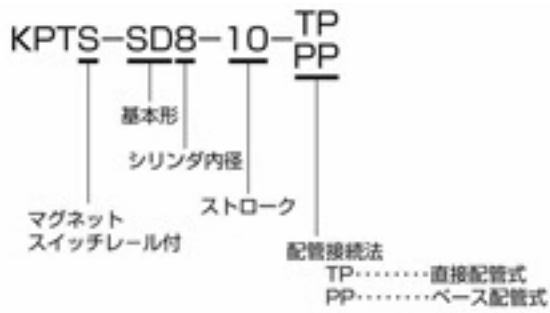 KPTS-SD8-10-TP
PP
基本形
シリンダ内径
ストローク
マグネット
スイッチレール付
配管接続法
TP········直接配管式
PP········ベース配管式